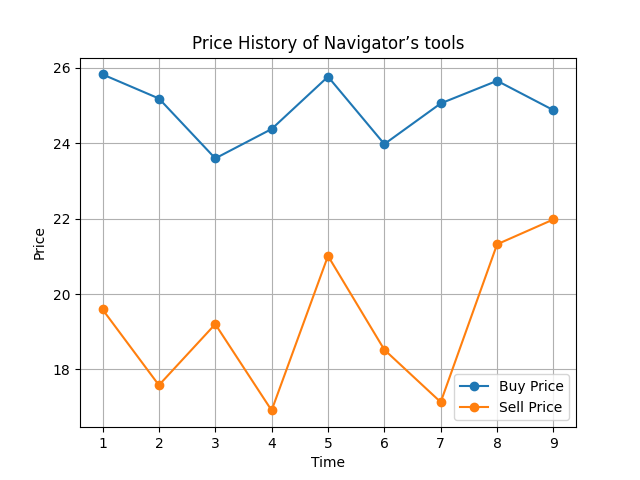 Price History of Navigator’s tools
Price
26
24
22
20
18
1 2 3 4 5 6 7 8 9
Time
Buy Price
Sell Price